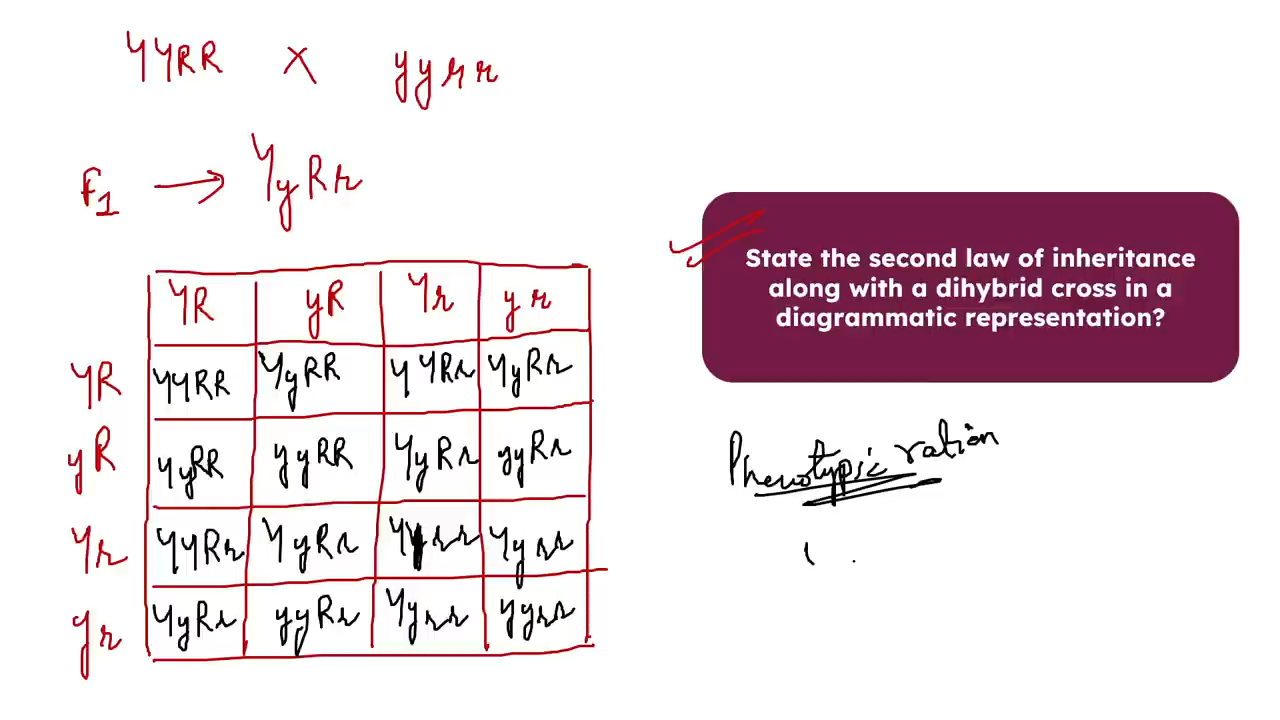 YYRR X yyrr
F1 → YyRr
YR yR Yr yr
YR YYRR YyRR YYRr YyRr
yR YyRR yyRR YyRr yyRr
Yr YYRr YyRr Yyrr
yr YyRr yyRr Yyrr yyrr
State the second law of inheritance
along with a dihybrid cross in a
diagrammatic representation?
Phenotypic ration